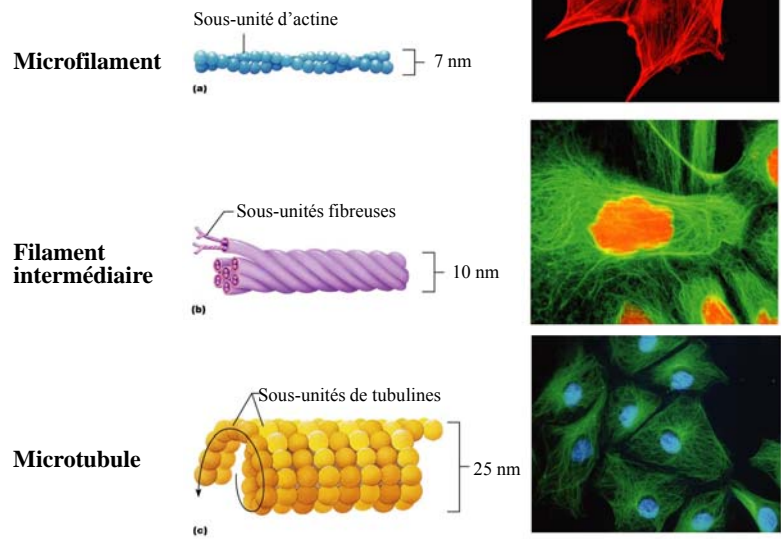 Sous-unité d’actine
Microfilament
7 nm
(a)
Sous-unités fibreuses
Filament
intermédiaire
10 nm
(b)
Sous-unités de tubulines
Microtubule
25 nm
(c)